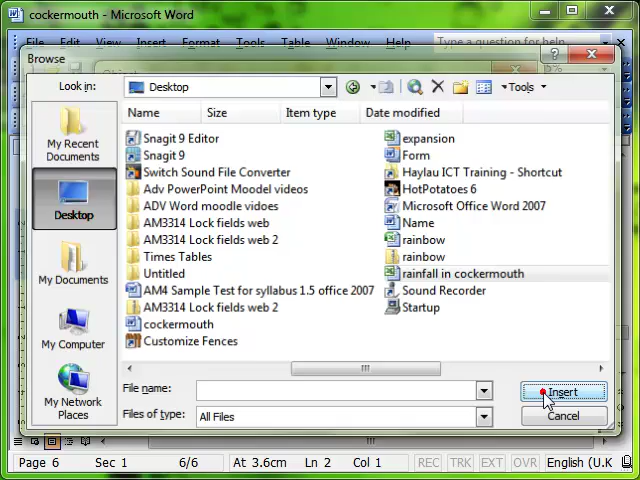 cockermouth - Microsoft Word
File Edit View Insert Format Tools Table Window Help Type a question for help
Browse
Look in: Desktop Tools
Name Size Item type Date modified
My Recent Documents
Desktop
My Documents
My Computer
My Network Places
Snagit 9 Editor
Snagit 9
Switch Sound File Converter
Adv PowerPoint Moodel videos
ADV Word moodle videos
AM3314 Lock fields web
AM3314 Lock fields web 2
Times Tables
Untitled
AM4 Sample Test for syllabus 1.5 office 2007
AM3314 Lock fields web 2
cockermouth
Customize Fences
expansion
Form
Haylau ICT Training - Shortcut
HotPotatoes 6
Microsoft Office Word 2007
Name
rainbow
rainbow
rainfall in cockermouth
Sound Recorder
Startup
File name:
Insert
Files of type: All Files
Cancel
Page 6 Sec 1 6/6 At 3.6cm Ln 2 Col 1 REC TRK EXT OVR English (U.K